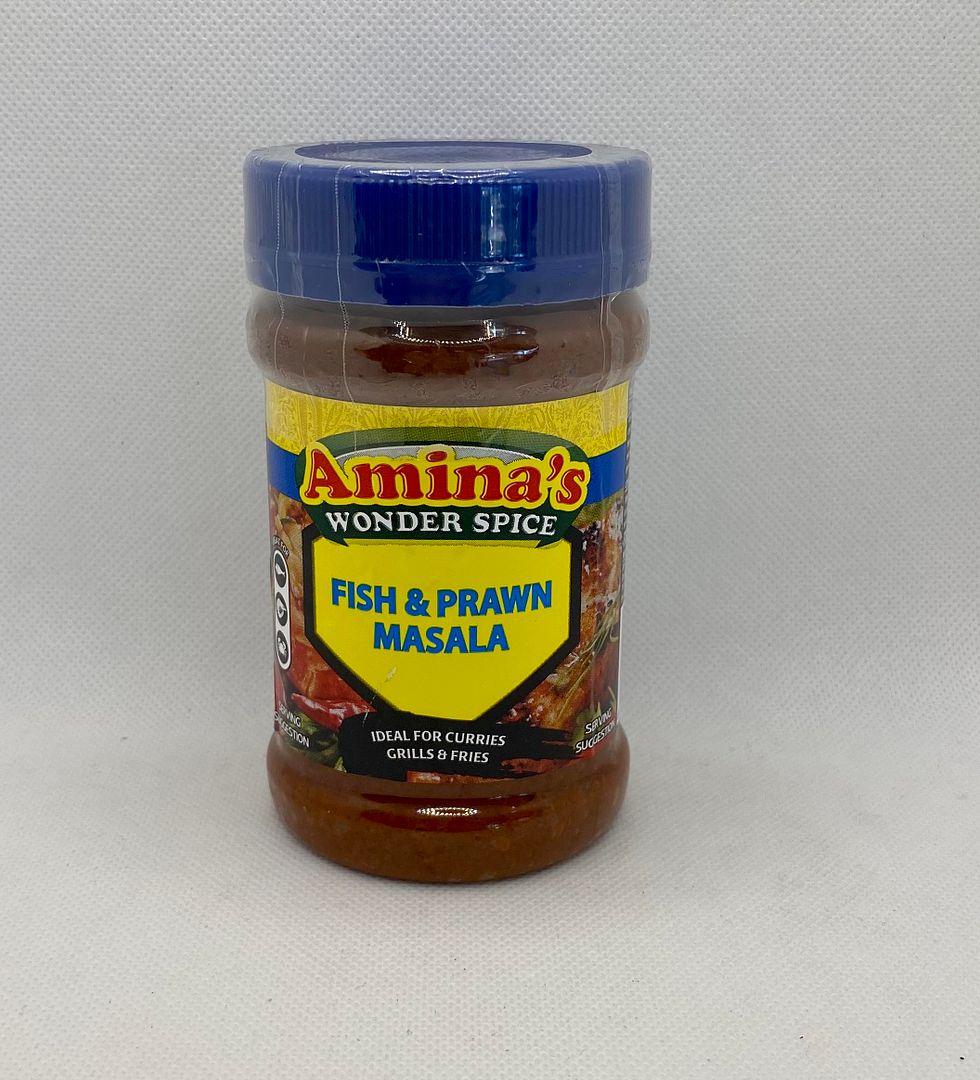 Amina's
WONDER SPICE
FISH & PRAWN
MASALA
IDEAL FOR CURRIES
GRILLS & FRIES
SERVING
SUGGESTION
SERVING
SUGGESTION